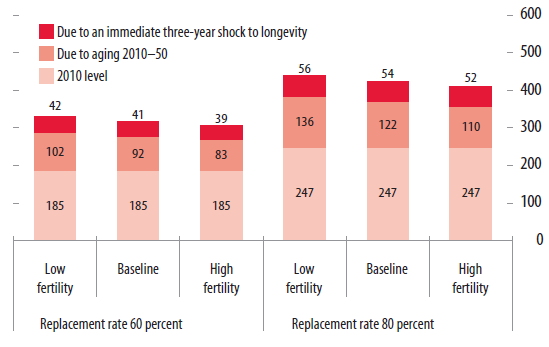 600
500
400
300
200
100
0
Due to an immediate three-year shock to longevity
Due to aging 2010–50
2010 level
42
102
185
41
92
185
39
83
185
56
136
247
54
122
247
52
110
247
Low
fertility
Baseline
High
fertility
Low
fertility
Baseline
High
fertility
Replacement rate 60 percent
Replacement rate 80 percent